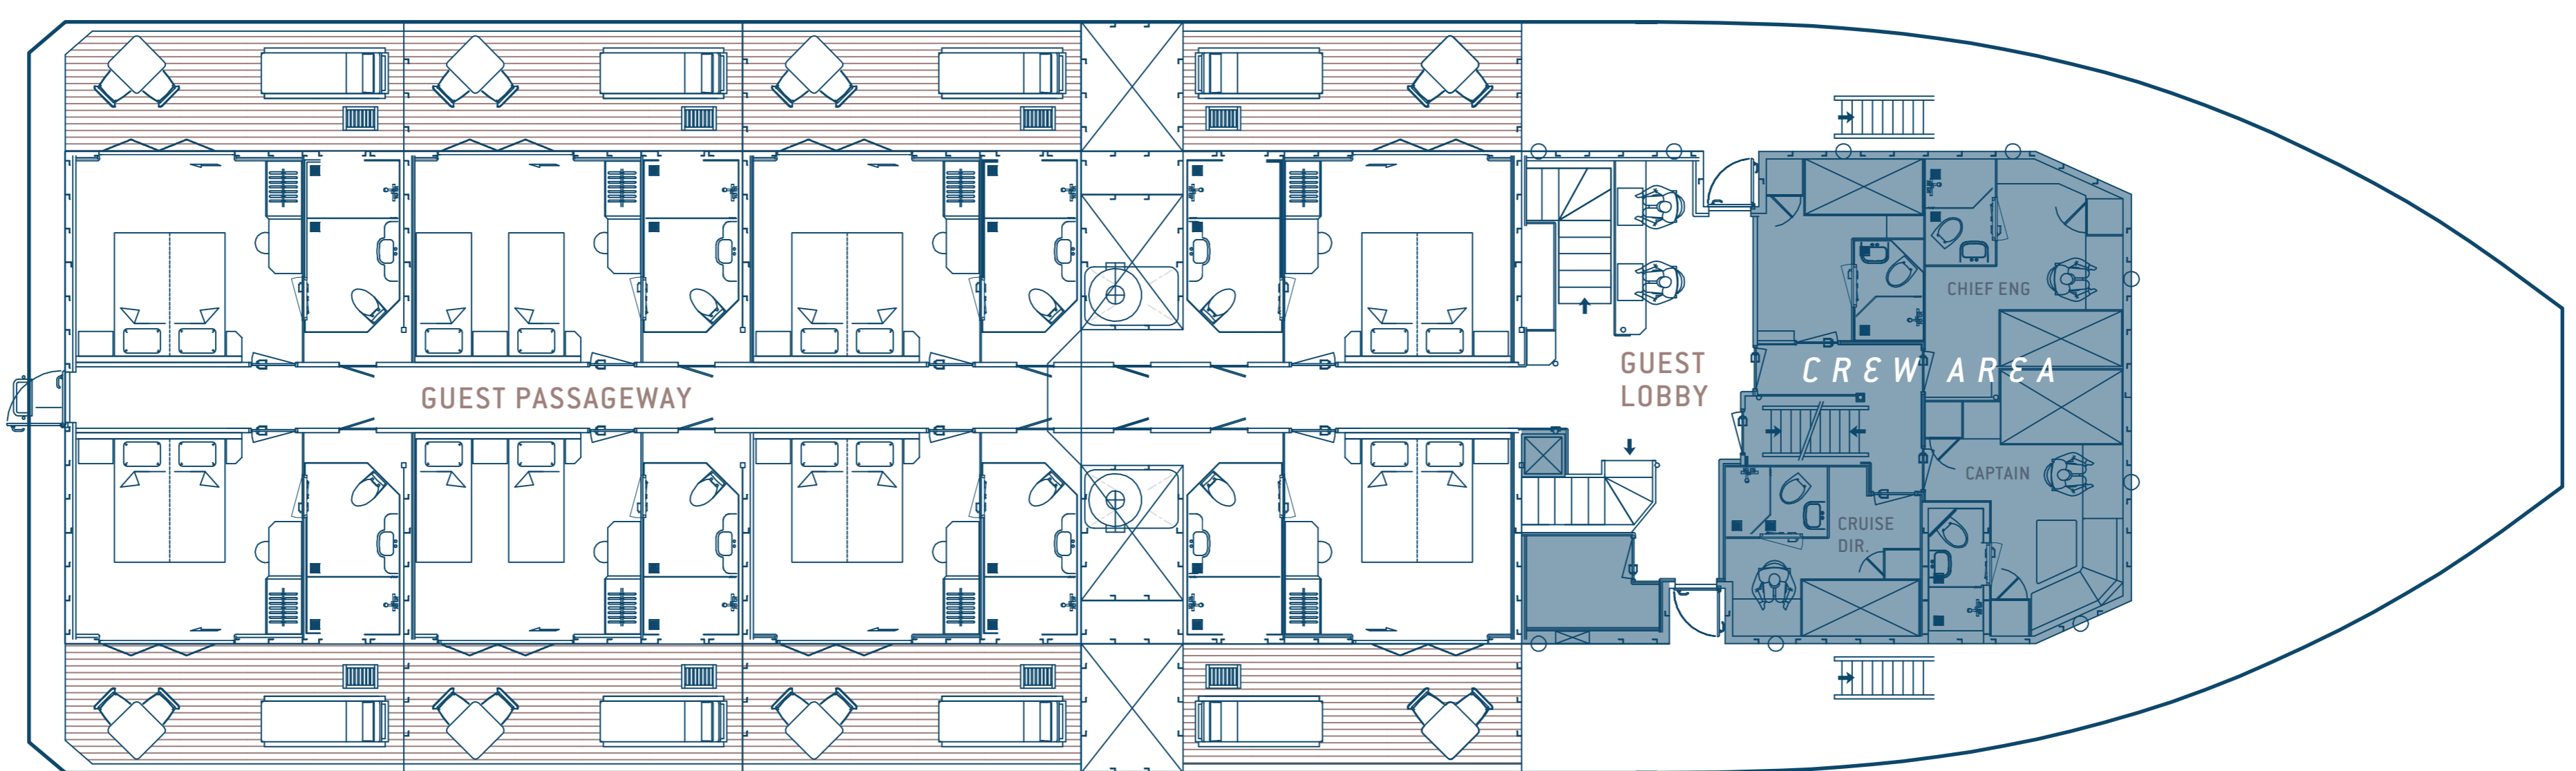 GUEST PASSAGEWAY
GUEST
LOBBY
CREW AREA
CHIEF ENG
CAPTAIN
CRUISE
DIR.